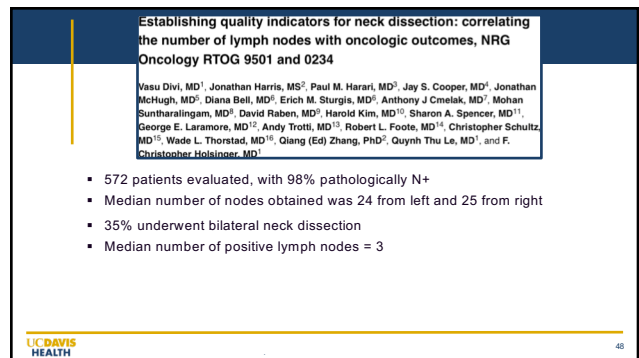 Establishing quality indicators for neck dissection: correlating
the number of lymph nodes with oncologic outcomes, NRG
Oncology RTOG 9501 and 0234
Vasu Divi, MD1, Jonathan Harris, MS2, Paul M. Harari, MD3, Jay S. Cooper, MD4, Jonathan
McHugh, MD5, Diana Bell, MD6, Erich M. Sturgis, MD6, Anthony J Cmelak, MD7, Mohan
Suntharalingam, MD8, David Raben, MD9, Harold Kim, MD10, Sharon A. Spencer, MD11,
George E. Laramore, MD12, Andy Trotti, MD13, Robert L. Foote, MD14, Christopher Schultz,
MD15, Wade L. Thorstad, MD16, Qiang (Ed) Zhang, PhD2, Quynh Thu Le, MD1, and F.
Christopher Holsinger, MD1
▪ 572 patients evaluated, with 98% pathologically N+
▪ Median number of nodes obtained was 24 from left and 25 from right
▪ 35% underwent bilateral neck dissection
▪ Median number of positive lymph nodes = 3
UCDAVIS
HEALTH
48